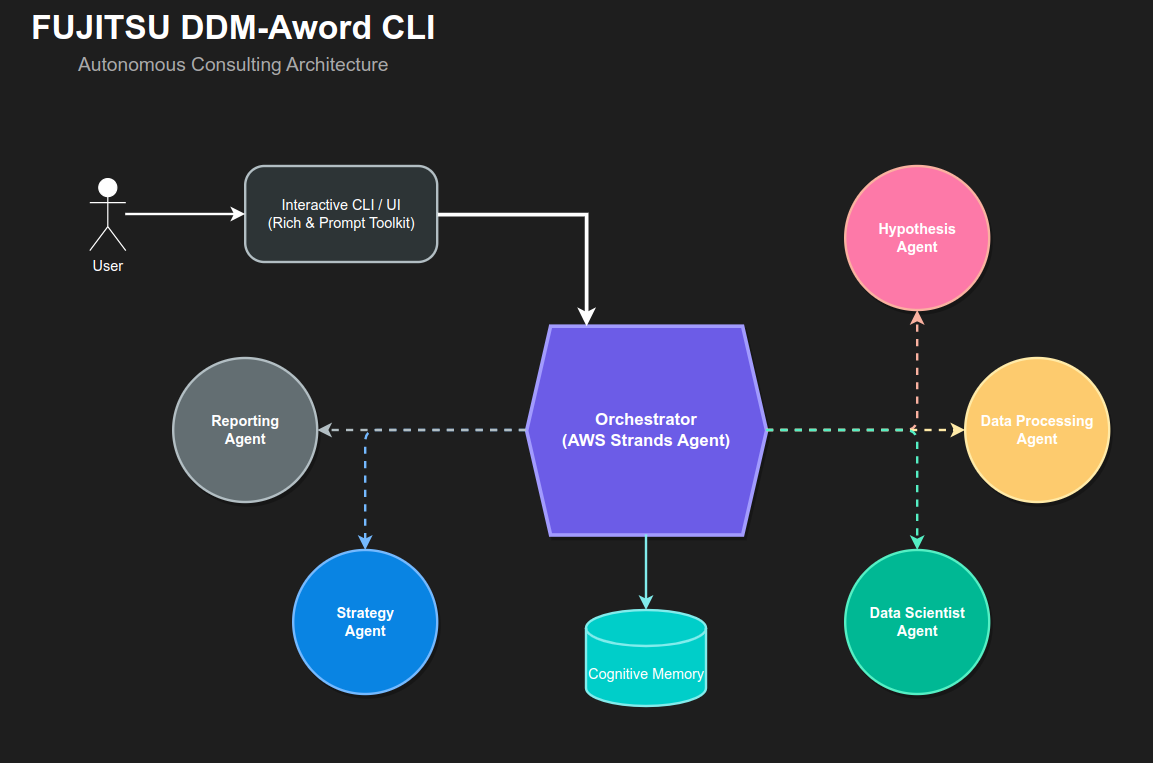 FUJITSU DDM-Aword CLI
Autonomous Consulting Architecture
User
Interactive CLI / UI
(Rich & Prompt Toolkit)
Hypothesis
Agent
Reporting
Agent
Orchestrator
(AWS Strands Agent)
Data Processing
Agent
Strategy
Agent
Cognitive Memory
Data Scientist
Agent